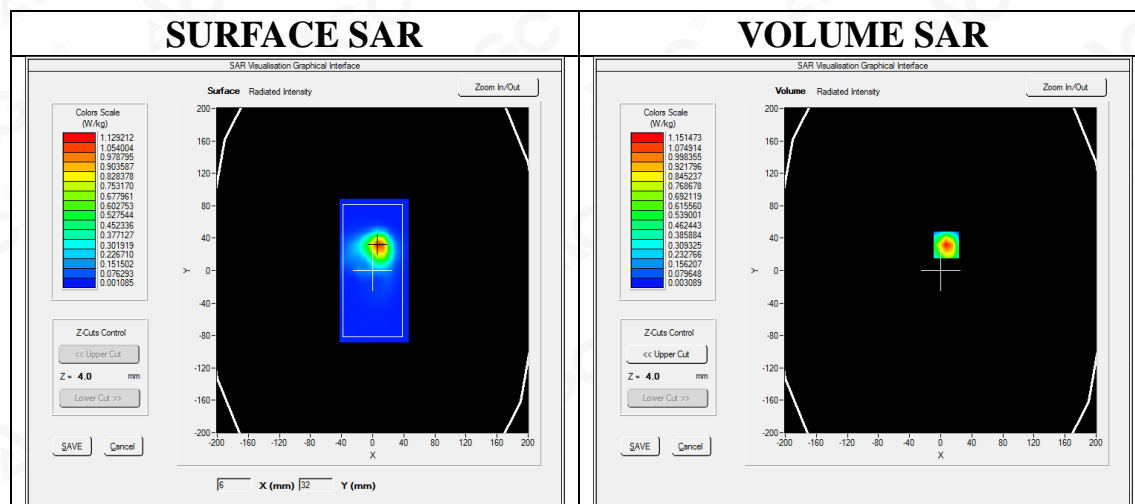 SURFACE SAR
SAR Visualisation Graphical Interface
Surface Radiated Intensity
Zoom In/Out
Colors Scale
(W/kg)
1.129212
1.054004
0.978795
0.903587
0.828378
0.753170
0.677961
0.602753
0.527544
0.452336
0.377127
0.301919
0.226710
0.151502
0.076293
0.001085
Z-Cuts Control
<< Upper Cut
Z = 4.0 mm
Lower Cut >>
SAVE Cancel
200
160
120
80
40
0
-40
-80
-120
-160
-200
Y
-200 -160 -120 -80 -40 0 40 80 120 160 200
X
6 X (mm) 32 Y (mm)
VOLUME SAR
SAR Visualisation Graphical Interface
Volume Radiated Intensity
Zoom In/Out
Colors Scale
(W/kg)
1.151473
1.074914
0.998355
0.921796
0.845237
0.768678
0.692119
0.615560
0.539001
0.462443
0.385884
0.309325
0.232766
0.156207
0.079648
0.003089
Z-Cuts Control
<< Upper Cut
Z = 4.0 mm
Lower Cut >>
SAVE Cancel
200
160
120
80
40
0
-40
-80
-120
-160
-200
Y
-200 -160 -120 -80 -40 0 40 80 120 160 200
X